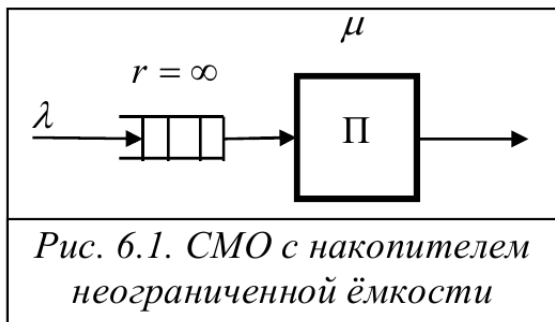 μ
r = ∞
λ
П
Рис. 6.1. СМО с накопителем
неограниченной ёмкости